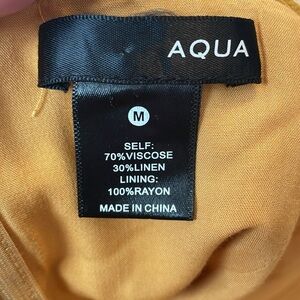 AQUA
M
SELF:
70%VISCOSE
30%LINEN
LINING:
100%RAYON
MADE IN CHINA